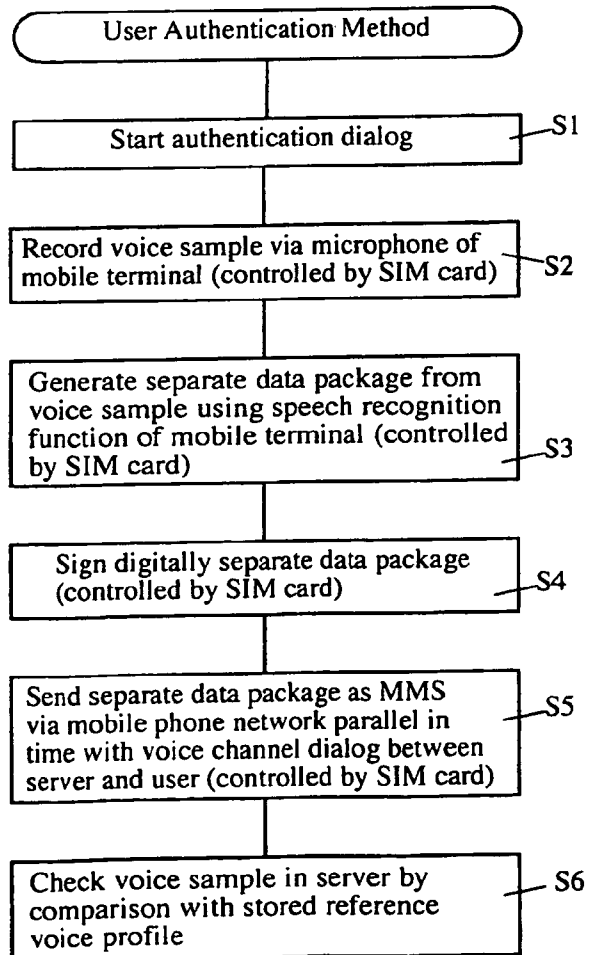 User Authentication Method
Start authentication dialog
S1
Record voice sample via microphone of
mobile terminal (controlled by SIM card)
S2
Generate separate data package from
voice sample using speech recognition
function of mobile terminal (controlled
by SIM card)
S3
Sign digitally separate data package
(controlled by SIM card)
S4
Send separate data package as MMS
via mobile phone network parallel in
time with voice channel dialog between
server and user (controlled by SIM card)
S5
Check voice sample in server by
comparison with stored reference
voice profile
S6